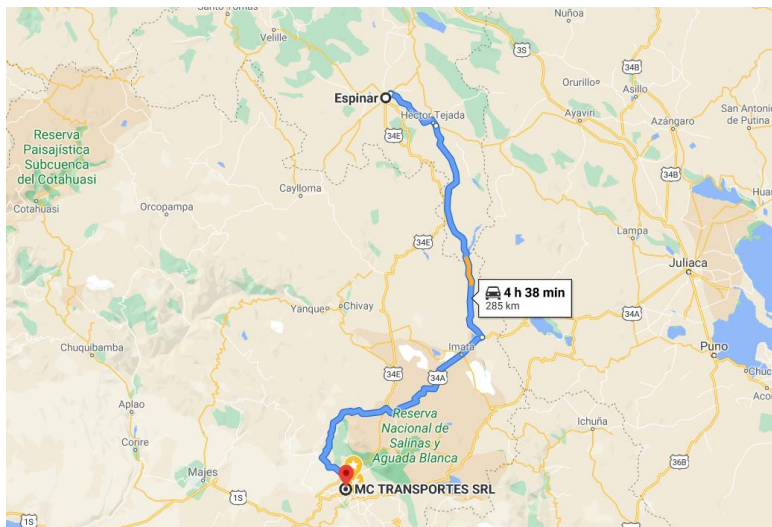 Santo Tomas
Velille
Nuñoa
3S
34B
Orurillo
Asillo
Espinar
Hector Tejada
Ayaviri
San Antonio
de Putina
Azángaro
34E
Reserva
Paisajística
Subcuenca
del Cotahuasi
34B
Caylloma
Cotahuasi
Orcopampa
Lampa
34E
Juliaca
4 h 38 min
285 km
Yanque
Chivay
34A
Imata
Puno
Chuquibamba
34E
34A
Aplao
Reserva
Nacional de
Salinas y
Aguada Blanca
Ichuña
Corire
Majes
36B
1S
MC TRANSPORTES SRL
1S